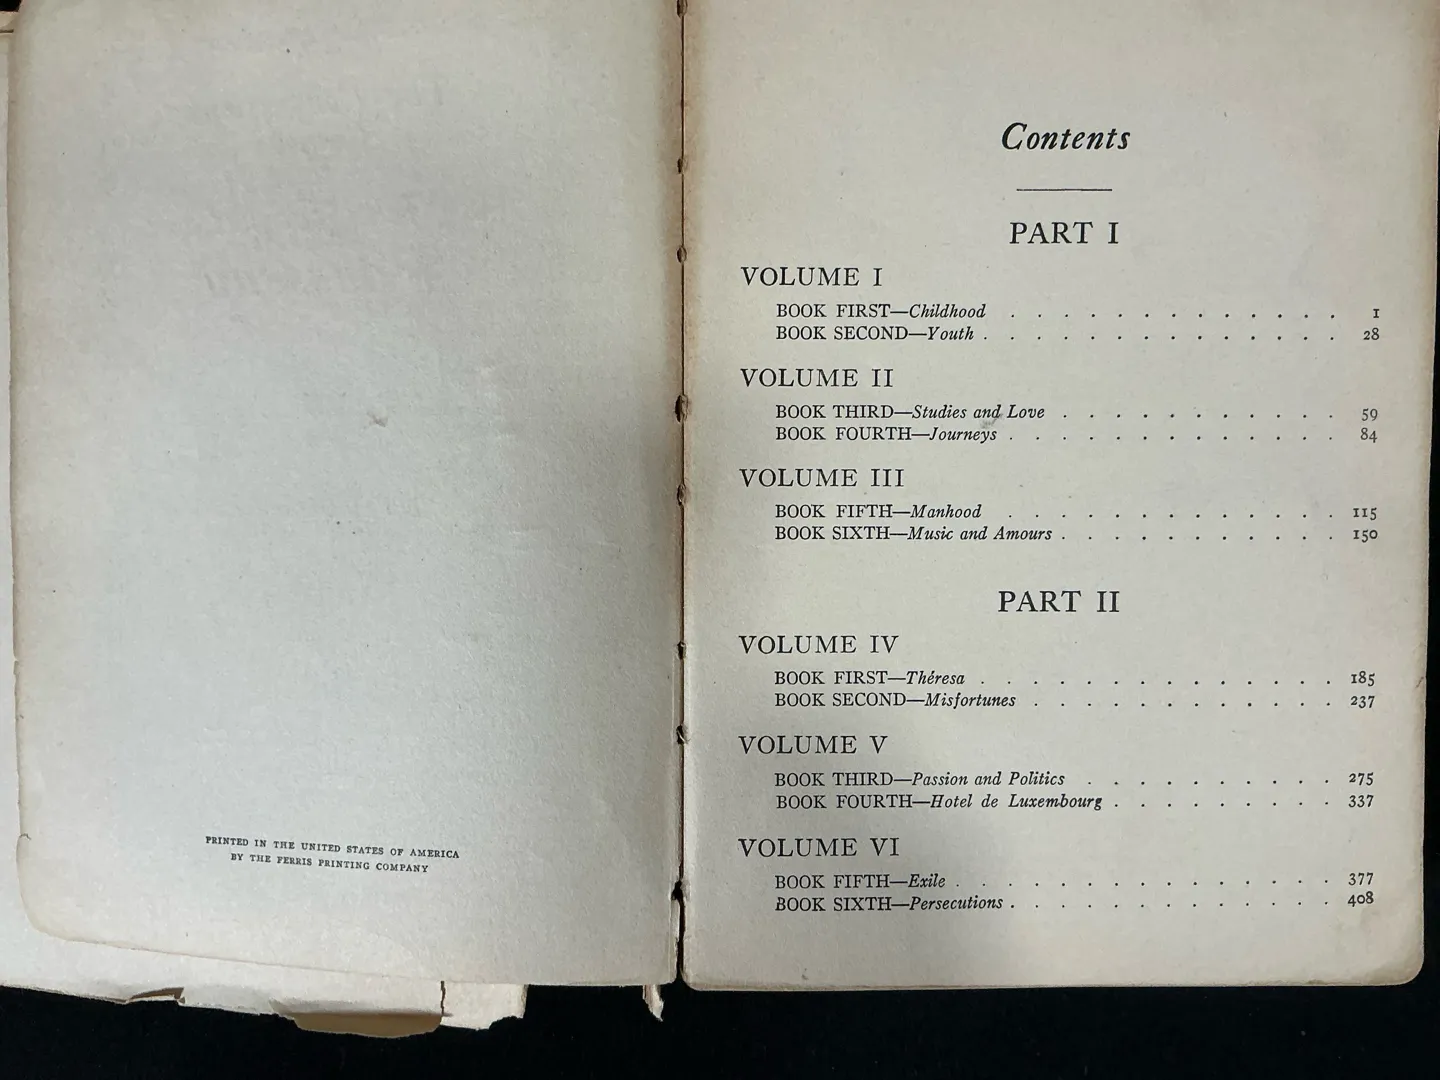 PRINTED IN THE UNITED STATES OF AMERICA
BY THE FERRIS PRINTING COMPANY
Contents
PART I
VOLUME I
BOOK FIRST—Childhood . . . . . . . . . . . . . 1
BOOK SECOND—Youth . . . . . . . . . . . . . . 28
VOLUME II
BOOK THIRD—Studies and Love . . . . . . . . . . . 59
BOOK FOURTH—Journeys . . . . . . . . . . . . . 84
VOLUME III
BOOK FIFTH—Manhood . . . . . . . . . . . . . 115
BOOK SIXTH—Music and Amours . . . . . . . . . . . 150
PART II
VOLUME IV
BOOK FIRST—Théresa . . . . . . . . . . . . . . 185
BOOK SECOND—Misfortunes . . . . . . . . . . . . 237
VOLUME V
BOOK THIRD—Passion and Politics . . . . . . . . . . 275
BOOK FOURTH—Hotel de Luxembourg . . . . . . . . . 337
VOLUME VI
BOOK FIFTH—Exile . . . . . . . . . . . . . . . 377
BOOK SIXTH—Persecutions . . . . . . . . . . . . . 408